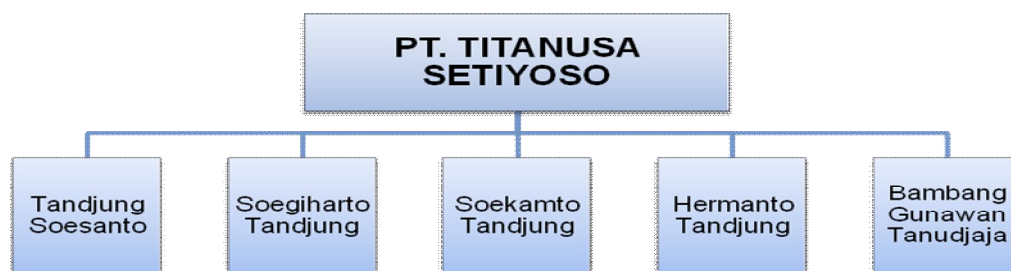 PT. TITANUSA
SETIYOSO
Tandjung
Soesanto
Soegiharto
Tandjung
Soekamto
Tandjung
Hermanto
Tandjung
Bambang
Gunawan
Tanudjaja